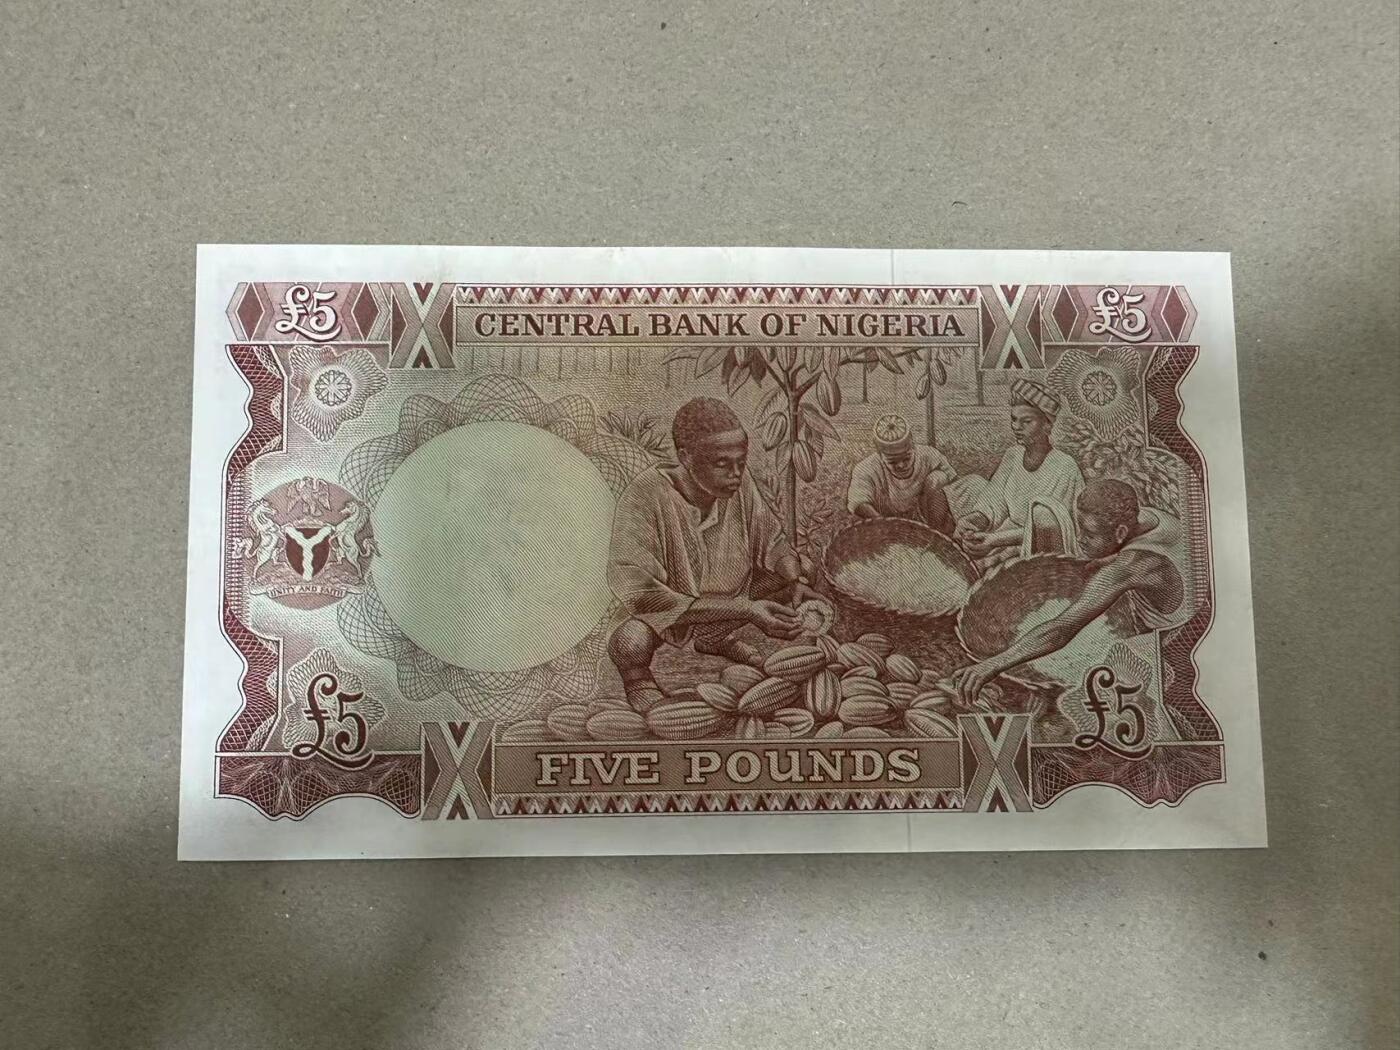 £5
CENTRAL BANK OF NIGERIA
£5
UNITY AND FAITH
£5
FIVE POUNDS
£5